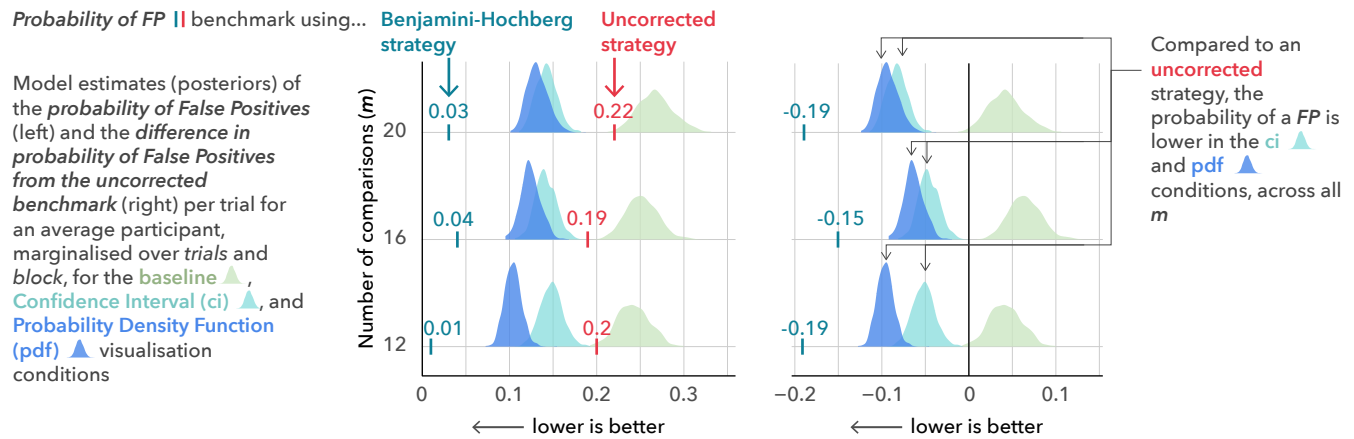 Probability of FP || benchmark using...
Benjamini-Hochberg
strategy
Uncorrected
strategy
Model estimates (posteriors) of
the probability of False Positives
(left) and the difference in
probability of False Positives
from the uncorrected
benchmark (right) per trial for
an average participant,
marginalised over trials and
block, for the baseline ,
Confidence Interval (ci) , and
Probability Density Function
(pdf) visualisation
conditions
Number of comparisons (m)
20
0.03
0.22
16
0.04
0.19
12
0.01
0.2
0 0.1 0.2 0.3
lower is better
-0.19
-0.15
-0.19
−0.2 −0.1 0 0.1
lower is better
Compared to an
uncorrected
strategy, the
probability of a FP is
lower in the ci
and pdf
conditions, across all
m